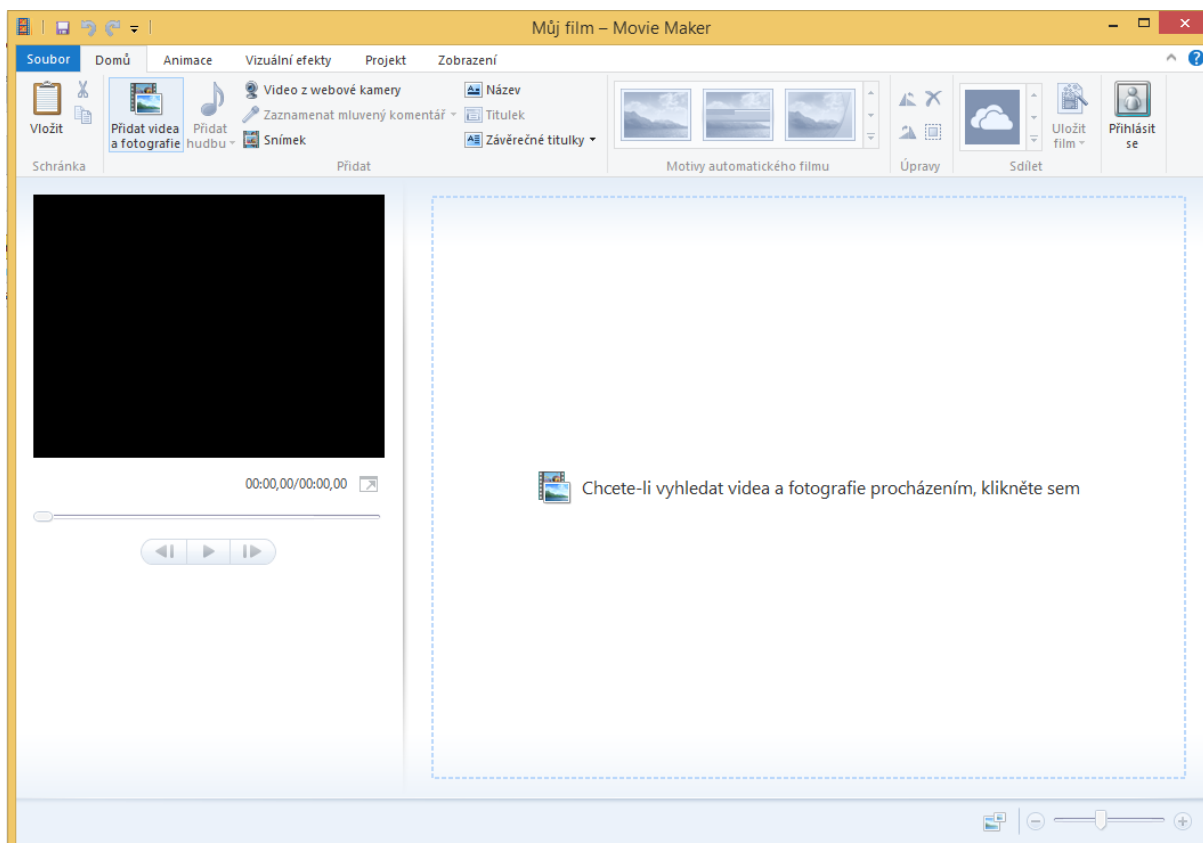 Můj film – Movie Maker
Soubor Domů Animace Vizuální efekty Projekt Zobrazení
Vložit
Schránka
Přidat videa
a fotografie
Přidat
hudbu
Video z webové kamery
Zaznamenat mluvený komentář
Snímek
Název
Titulek
Závěrečné titulky
Přidat
Motivy automatického filmu
Úpravy
Uložit
film
Sdílet
Přihlásit
se
00:00,00/00:00,00
Chcete-li vyhledat videa a fotografie procházením, klikněte sem